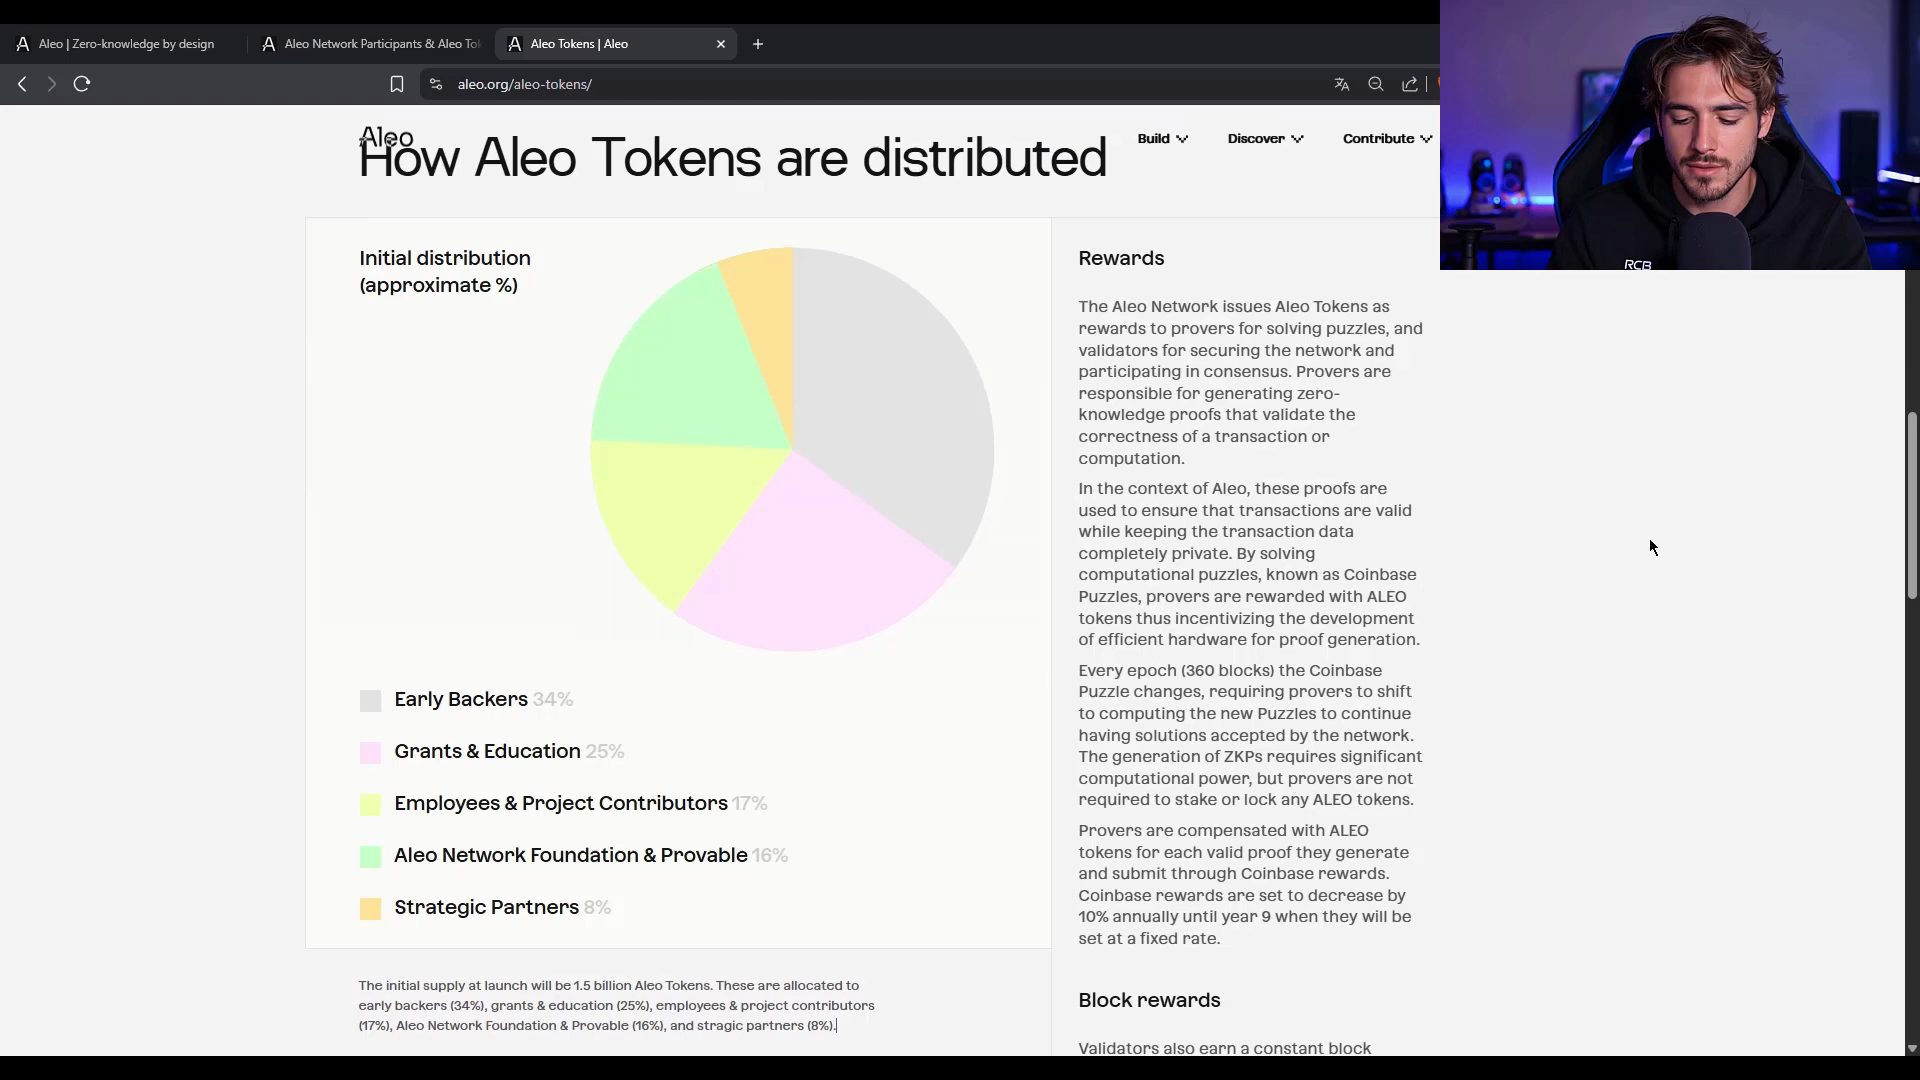 Aleo | Zero-knowledge by design
Aleo Network Participants & Aleo To
Aleo Tokens | Aleo
aleo.org/aleo-tokens/
Aleo
Build
Discover
Contribute
How Aleo Tokens are distributed
RCB
Initial distribution
(approximate %)
Early Backers 34%
Grants & Education 25%
Employees & Project Contributors 17%
Aleo Network Foundation & Provable 16%
Strategic Partners 8%
The initial supply at launch will be 1.5 billion Aleo Tokens. These are allocated to
early backers (34%), grants & education (25%), employees & project contributors
(17%), Aleo Network Foundation & Provable (16%), and stragic partners (8%).
Rewards
The Aleo Network issues Aleo Tokens as
rewards to provers for solving puzzles, and
validators for securing the network and
participating in consensus. Provers are
responsible for generating zero-
knowledge proofs that validate the
correctness of a transaction or
computation.
In the context of Aleo, these proofs are
used to ensure that transactions are valid
while keeping the transaction data
completely private. By solving
computational puzzles, known as Coinbase
Puzzles, provers are rewarded with ALEO
tokens thus incentivizing the development
of efficient hardware for proof generation.
Every epoch (360 blocks) the Coinbase
Puzzle changes, requiring provers to shift
to computing the new Puzzles to continue
having solutions accepted by the network.
The generation of ZKPs requires significant
computational power, but provers are not
required to stake or lock any ALEO tokens.
Provers are compensated with ALEO
tokens for each valid proof they generate
and submit through Coinbase rewards.
Coinbase rewards are set to decrease by
10% annually until year 9 when they will be
set at a fixed rate.
Block rewards
Validators also earn a constant block